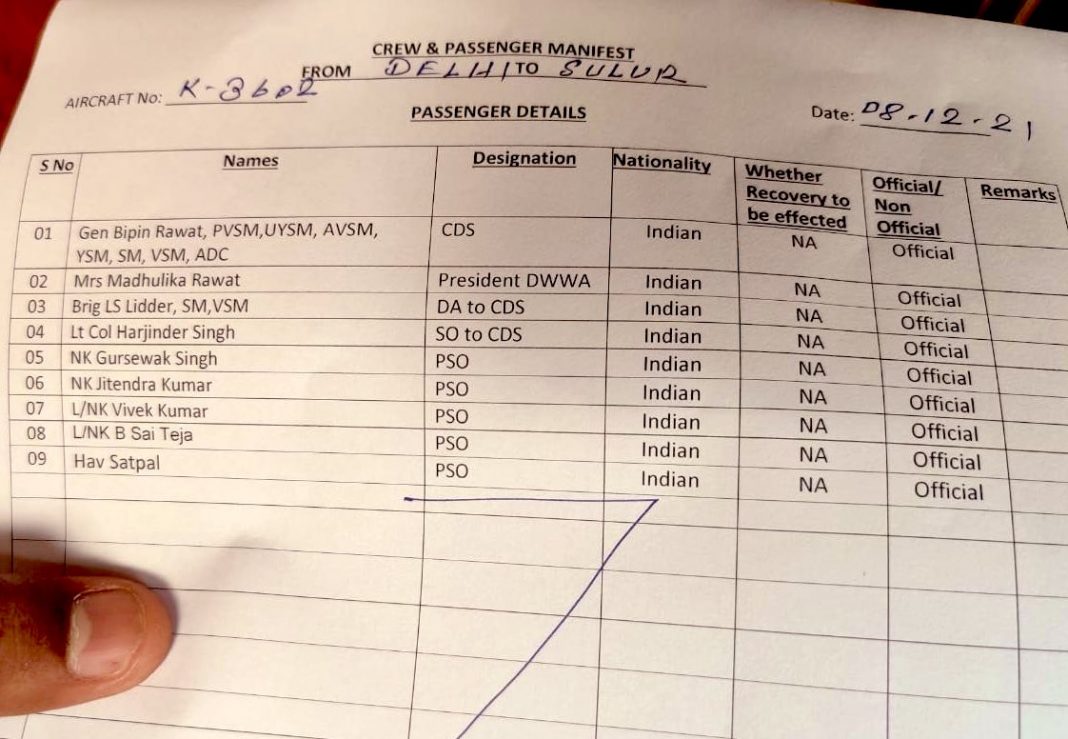 CREW & PASSENGER MANIFEST
FROM DELHI TO SULUR
AIRCRAFT No: K-3602
Date: 08.12.21
PASSENGER DETAILS
S No Names Designation Nationality Whether Recovery to be effected Official/ Non Official Remarks
01 Gen Bipin Rawat, PVSM,UYSM, AVSM, CDS Indian NA Official
YSM, SM, VSM, ADC
02 Mrs Madhulika Rawat President DWWA Indian NA Official
03 Brig LS Lidder, SM,VSM DA to CDS Indian NA Official
04 Lt Col Harjinder Singh SO to CDS Indian NA Official
05 NK Gursewak Singh PSO Indian NA Official
06 NK Jitendra Kumar PSO Indian NA Official
07 L/NK Vivek Kumar PSO Indian NA Official
08 L/NK B Sai Teja PSO Indian NA Official
09 Hav Satpal PSO Indian NA Official